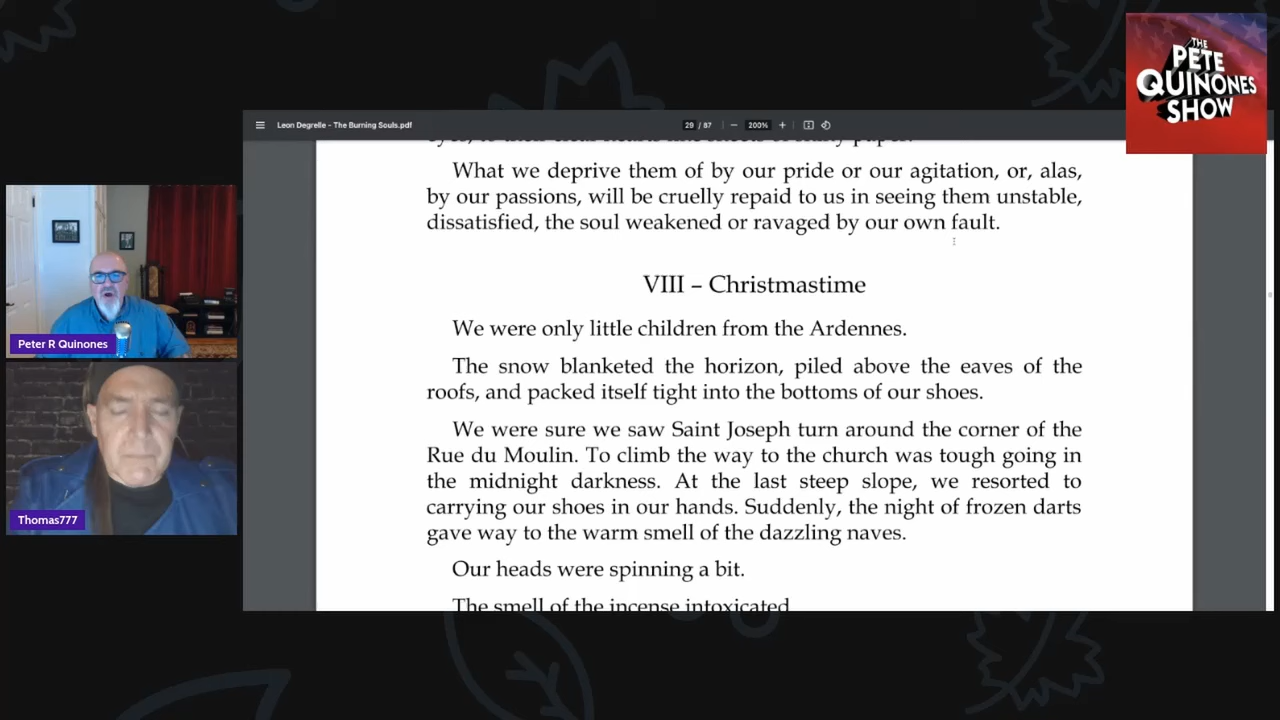 THE
PETE
QUINONES
SHOW
Leon Degrelle - The Burning Souls.pdf
29 / 87
200%
What we deprive them of by our pride or our agitation, or, alas,
by our passions, will be cruelly repaid to us in seeing them unstable,
dissatisfied, the soul weakened or ravaged by our own fault.
VIII – Christmastime
We were only little children from the Ardennes.
The snow blanketed the horizon, piled above the eaves of the
roofs, and packed itself tight into the bottoms of our shoes.
We were sure we saw Saint Joseph turn around the corner of the
Rue du Moulin. To climb the way to the church was tough going in
the midnight darkness. At the last steep slope, we resorted to
carrying our shoes in our hands. Suddenly, the night of frozen darts
gave way to the warm smell of the dazzling naves.
Our heads were spinning a bit.
The smell of the incense intoxicated
Peter R Quinones
Thomas777